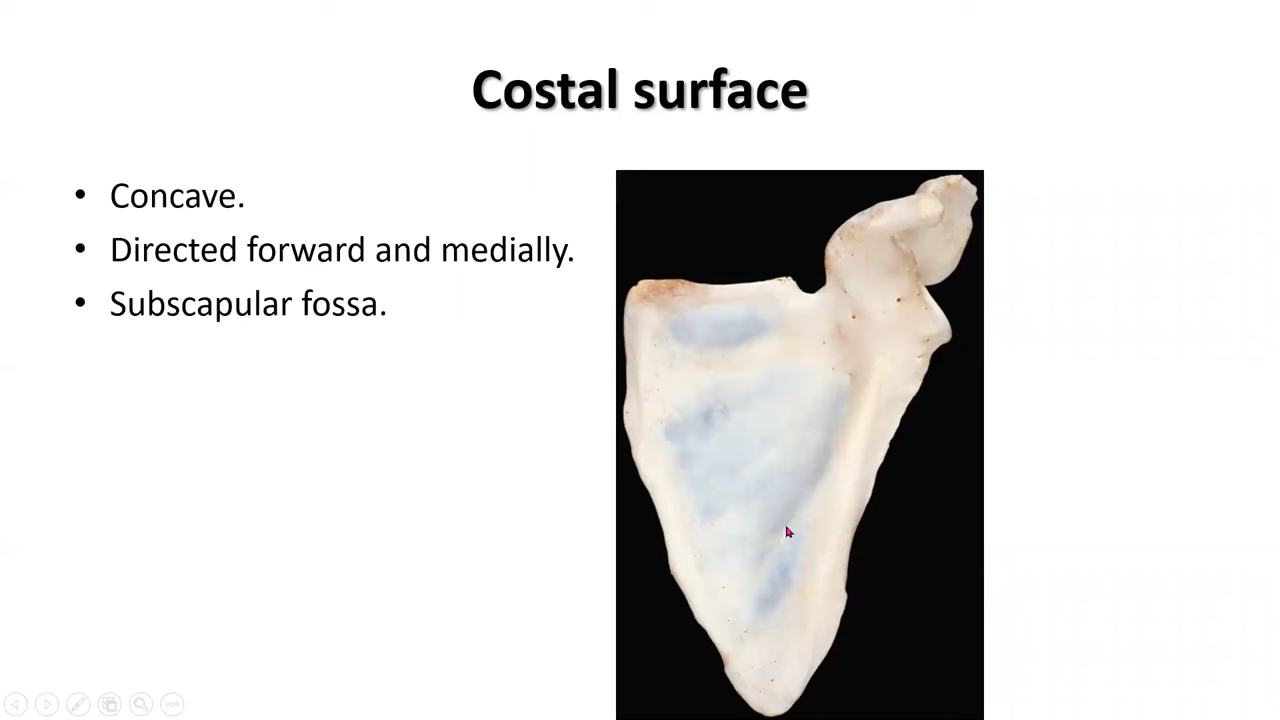 Costal surface
• Concave.
• Directed forward and medially.
• Subscapular fossa.